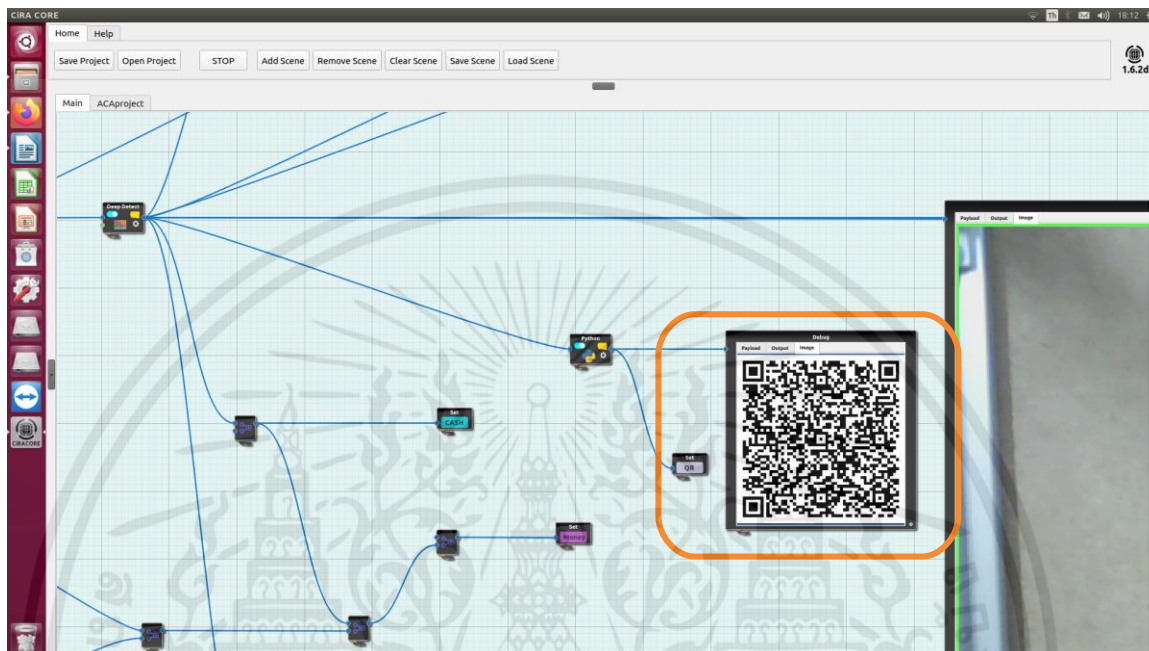 CiRA CORE
Th
18:12
Home Help
Save Project Open Project STOP Add Scene Remove Scene Clear Scene Save Scene Load Scene
1.6.2d
Main ACAproject
Deep Detect
Payload Output Image
Python
Debug
Payload Output Image
Set
CASH
Set
QR
Set
Money
CIRACORE